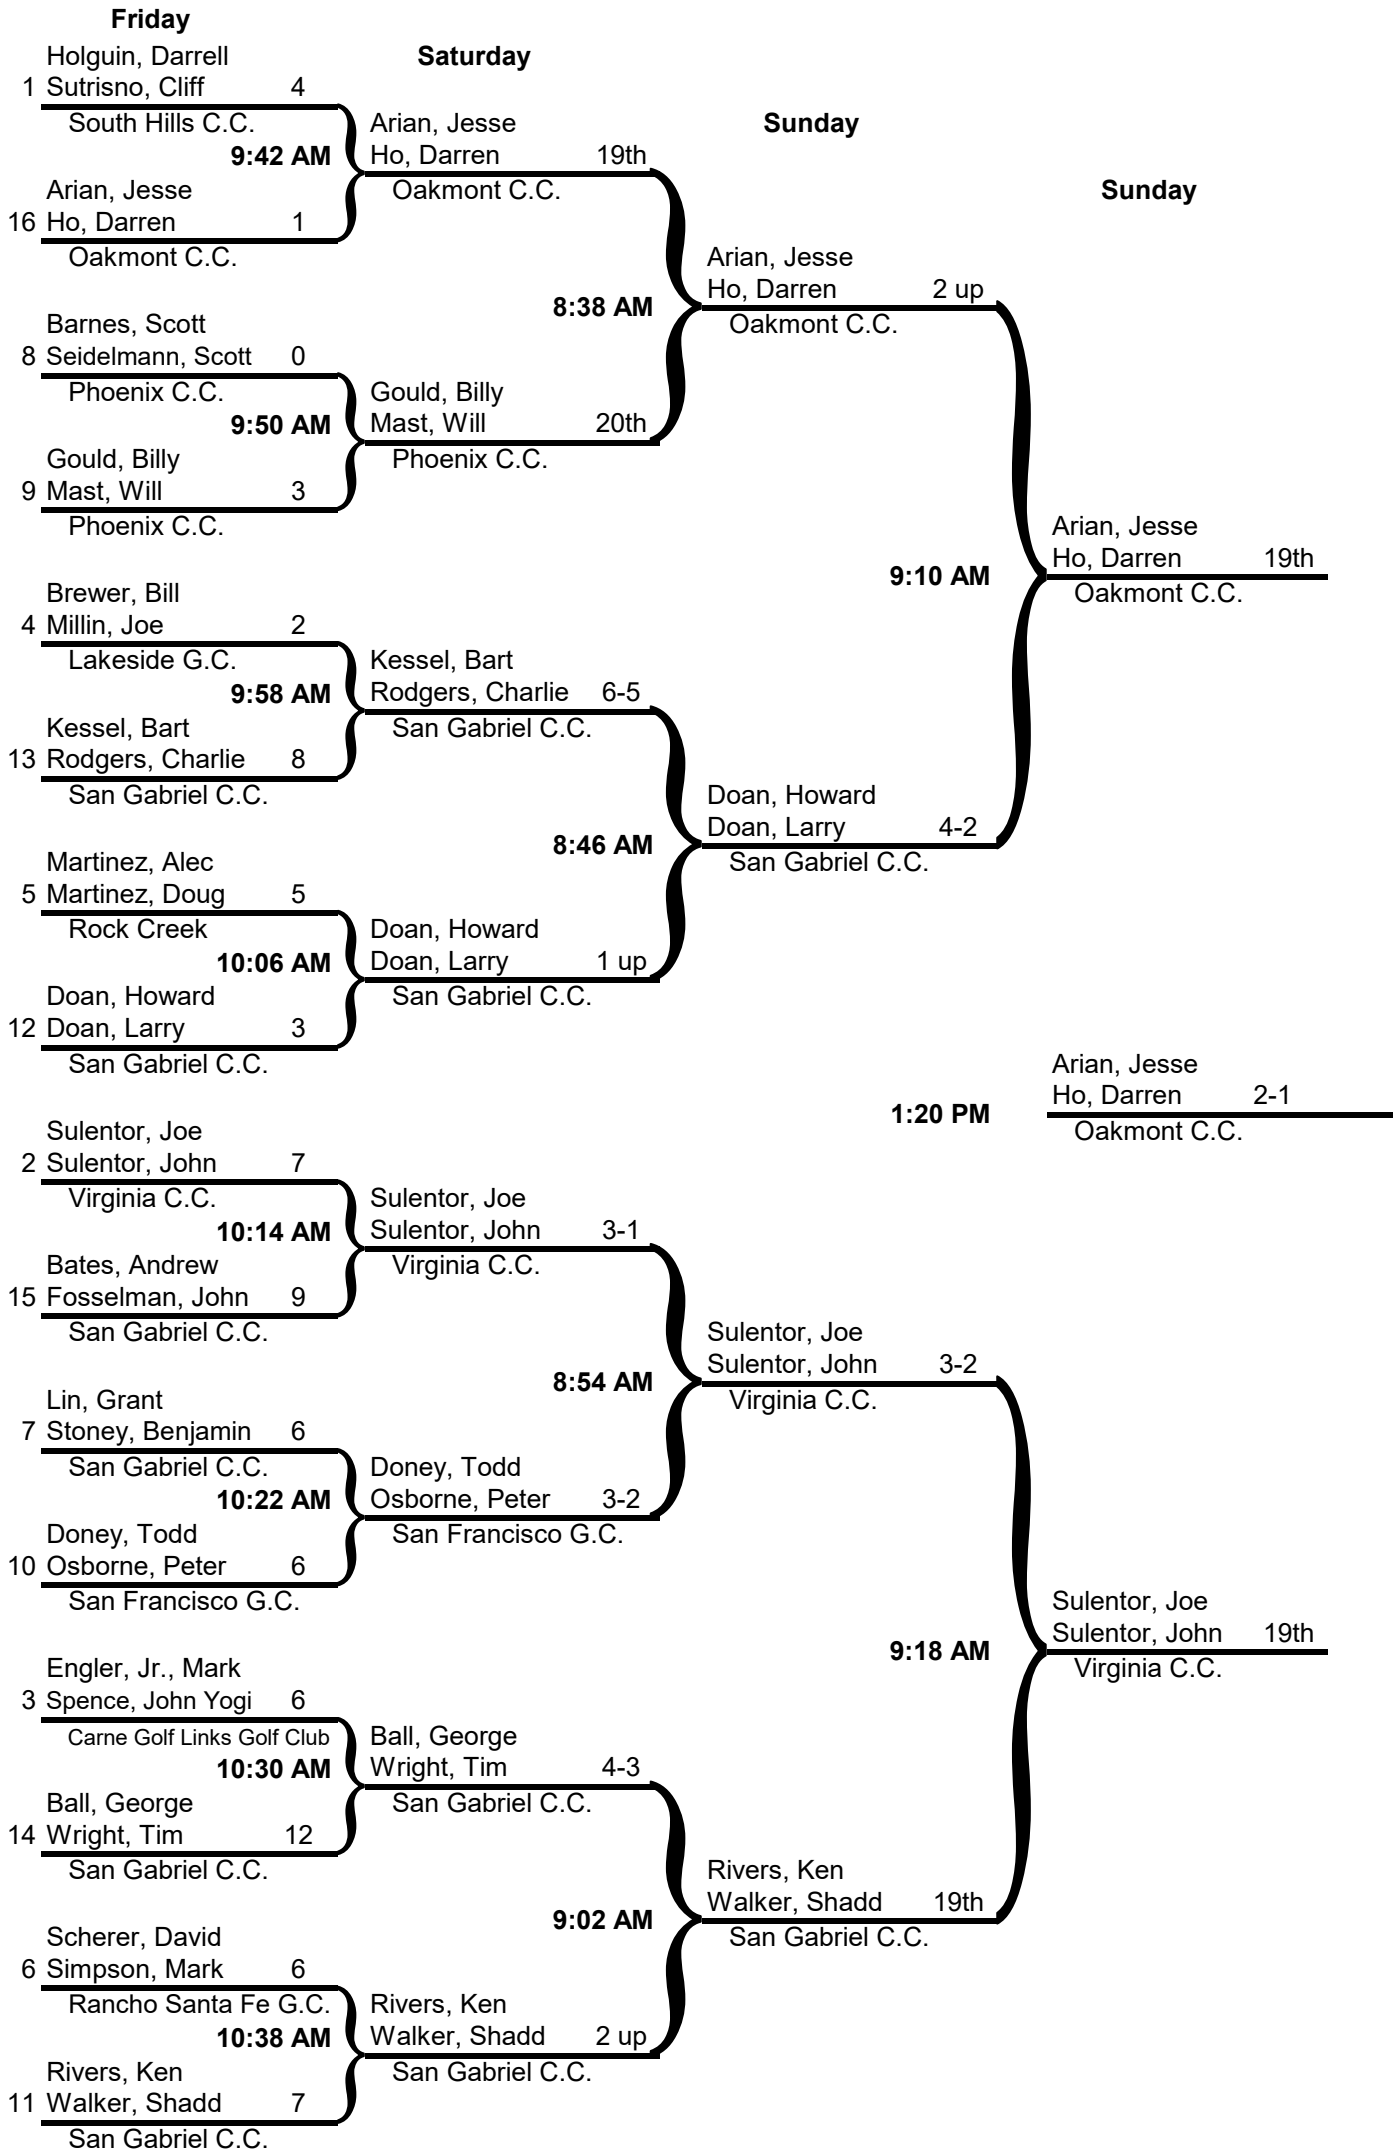 Friday
Holguin, Darrell
1 Sutrisno, Cliff 4
South Hills C.C.
9:42 AM
Arian, Jesse
16 Ho, Darren 1
Oakmont C.C.
Barnes, Scott
8 Seidelmann, Scott 0
Phoenix C.C.
9:50 AM
Gould, Billy
9 Mast, Will 3
Phoenix C.C.
Brewer, Bill
4 Millin, Joe 2
Lakeside G.C.
9:58 AM
Kessel, Bart
13 Rodgers, Charlie 8
San Gabriel C.C.
Martinez, Alec
5 Martinez, Doug 5
Rock Creek
10:06 AM
Doan, Howard
12 Doan, Larry 3
San Gabriel C.C.
Sulentor, Joe
2 Sulentor, John 7
Virginia C.C.
10:14 AM
Bates, Andrew
15 Fosselman, John 9
San Gabriel C.C.
Lin, Grant
7 Stoney, Benjamin 6
San Gabriel C.C.
10:22 AM
Doney, Todd
10 Osborne, Peter 6
San Francisco G.C.
Engler, Jr., Mark
3 Spence, John Yogi 6
Carne Golf Links Golf Club
10:30 AM
Ball, George
14 Wright, Tim 12
San Gabriel C.C.
Scherer, David
6 Simpson, Mark 6
Rancho Santa Fe G.C.
10:38 AM
Rivers, Ken
11 Walker, Shadd 7
San Gabriel C.C.
Saturday
Arian, Jesse
Ho, Darren 19th
Oakmont C.C.
8:38 AM
Gould, Billy
Mast, Will 20th
Phoenix C.C.
Kessel, Bart
Rodgers, Charlie 6-5
San Gabriel C.C.
8:46 AM
Doan, Howard
Doan, Larry 1 up
San Gabriel C.C.
Sulentor, Joe
Sulentor, John 3-1
Virginia C.C.
8:54 AM
Doney, Todd
Osborne, Peter 3-2
San Francisco G.C.
Ball, George
Wright, Tim 4-3
San Gabriel C.C.
9:02 AM
Rivers, Ken
Walker, Shadd 2 up
San Gabriel C.C.
Sunday
Arian, Jesse
Ho, Darren 2 up
Oakmont C.C.
9:10 AM
Doan, Howard
Doan, Larry 4-2
San Gabriel C.C.
1:20 PM
Sulentor, Joe
Sulentor, John 3-2
Virginia C.C.
9:18 AM
Rivers, Ken
Walker, Shadd 19th
San Gabriel C.C.
Sunday
Arian, Jesse
Ho, Darren 19th
Oakmont C.C.
Arian, Jesse
Ho, Darren 2-1
Oakmont C.C.
Sulentor, Joe
Sulentor, John 19th
Virginia C.C.